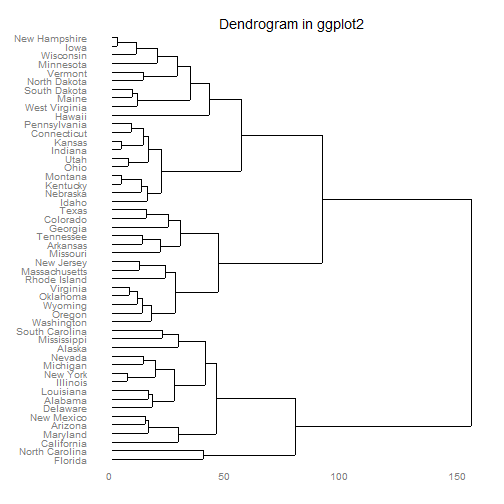 Dendrogram in ggplot2
New Hampshire
Iowa
Wisconsin
Minnesota
Vermont
North Dakota
South Dakota
Maine
West Virginia
Hawaii
Pennsylvania
Connecticut
Kansas
Indiana
Utah
Ohio
Montana
Kentucky
Nebraska
Idaho
Texas
Colorado
Georgia
Tennessee
Arkansas
Missouri
New Jersey
Massachusetts
Rhode Island
Virginia
Oklahoma
Wyoming
Oregon
Washington
South Carolina
Mississippi
Alaska
Nevada
Michigan
New York
Illinois
Louisiana
Alabama
Delaware
New Mexico
Arizona
Maryland
California
North Carolina
Florida
0 50 100 150